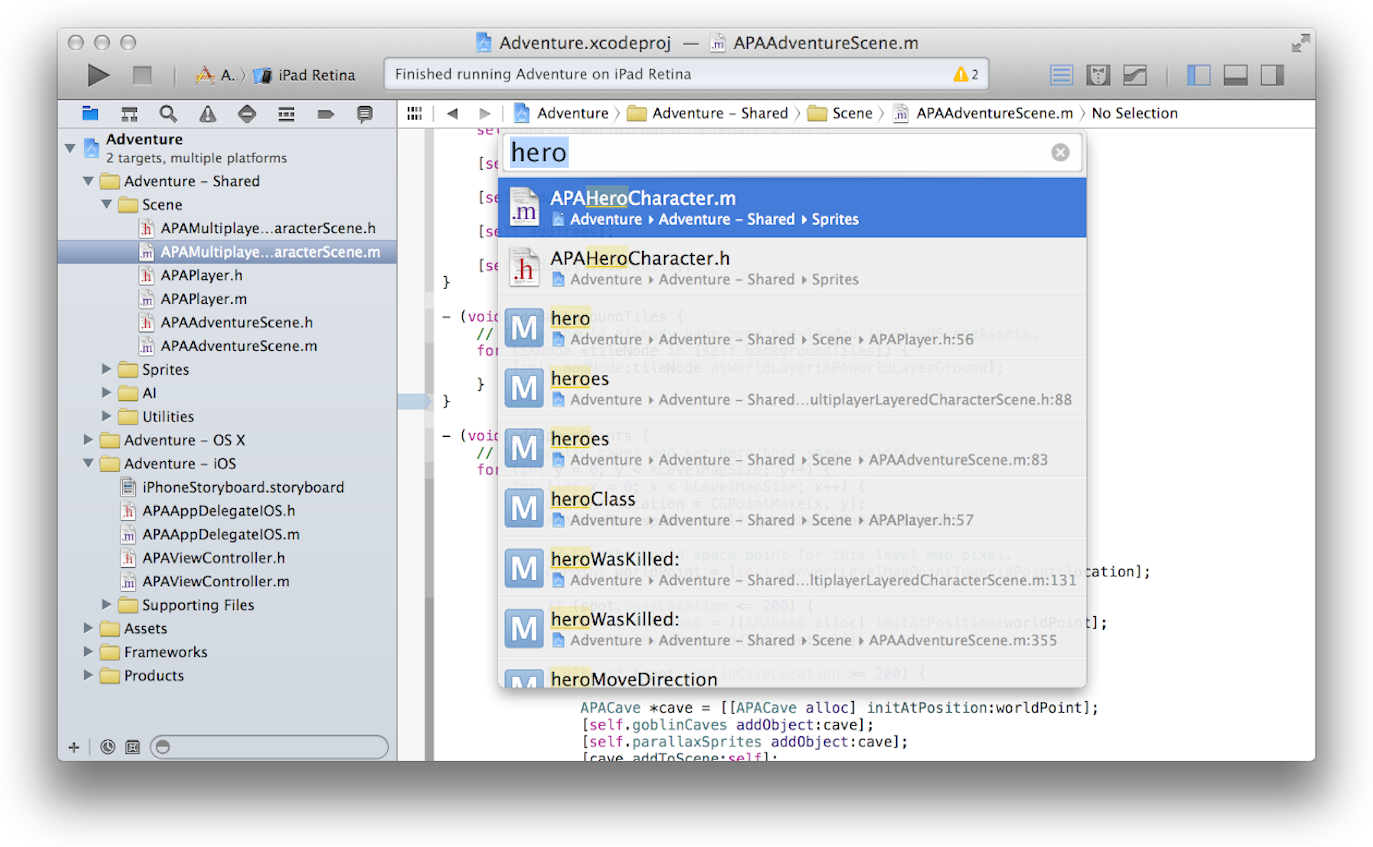 Adventure.xcodeproj — APAAdventureScene.m
A.. iPad Retina
Finished running Adventure on iPad Retina
2
Adventure
2 targets, multiple platforms
Adventure – Shared
Scene
APAMultiplaye...aracterScene.h
APAMultiplaye...aracterScene.m
APAPlayer.h
APAPlayer.m
APAAdventureScene.h
APAAdventureScene.m
Sprites
AI
Utilities
Adventure – OS X
Adventure – iOS
iPhoneStoryboard.storyboard
APAAppDelegateIOS.h
APAAppDelegateIOS.m
APAViewController.h
APAViewController.m
Supporting Files
Assets
Frameworks
Products
Adventure Adventure – Shared Scene APAAdventureScene.m No Selection
hero
APAHeroCharacter.m
Adventure Adventure – Shared Sprites
APAHeroCharacter.h
Adventure Adventure – Shared Sprites
hero
Adventure Adventure – Shared Scene APAPlayer.h:56
heroes
Adventure Adventure – Shared...ultiplayerLayeredCharacterScene.h:88
heroes
Adventure Adventure – Shared Scene APAAdventureScene.m:83
heroClass
Adventure Adventure – Shared Scene APAPlayer.h:57
heroWasKilled:
Adventure Adventure – Shared...ltiplayerLayeredCharacterScene.m:131
heroWasKilled:
Adventure Adventure – Shared Scene APAAdventureScene.m:355
heroMoveDirection
}
- (void
//
for
}
}
- (void
//
for
location];
];
APACave *cave = [[APACave alloc] initAtPosition:worldPoint];
[self.goblinCaves addObject:cave];
[self.parallaxSprites addObject:cave];
[cave addToScene:self];